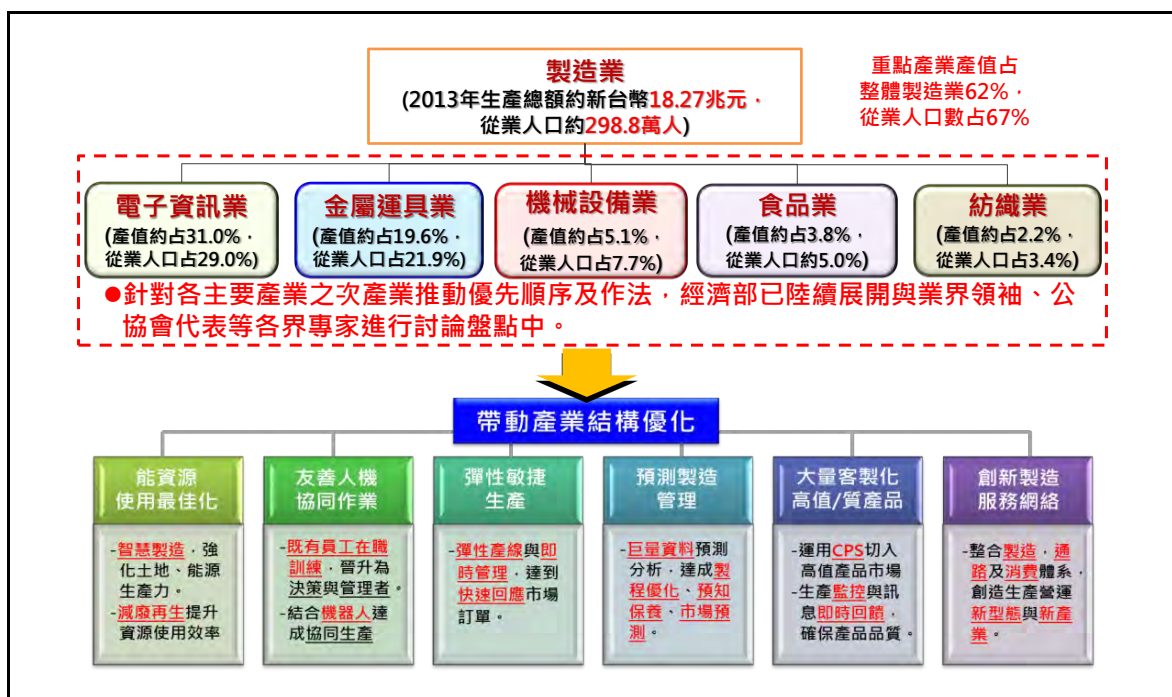 製造業
(2013年生產總額約新台幣18.27兆元，
從業人口約298.8萬人)
重點產業產值占
整體製造業62%，
從業人口數占67%
電子資訊業
(產值約占31.0%，
從業人口占29.0%)
金屬運具業
(產值約占19.6%，
從業人口占21.9%)
機械設備業
(產值約占5.1%，
從業人口占7.7%)
食品業
(產值約占3.8%，
從業人口約5.0%)
紡織業
(產值約占2.2%，
從業人口占3.4%)
●針對各主要產業之次產業推動優先順序及作法，經濟部已陸續展開與業界領袖、公
協會代表等各界專家進行討論盤點中。
帶動產業結構優化
能資源
使用最佳化
-智慧製造，強
化土地、能源
生產力。
-減廢再生提升
資源使用效率
友善人機
協同作業
-既有員工在職
訓練，晉升為
決策與管理者。
-結合機器人達
成協同生產
彈性敏捷
生產
-彈性產線與即
時管理，達到
快速回應市場
訂單。
預測製造
管理
-巨量資料預測
分析，達成製
程優化、預知
保養、市場預
測。
大量客製化
高值/質產品
-運用CPS切入
高值產品市場
-生產監控與訊
息即時回饋，
確保產品品質。
創新製造
服務網絡
-整合製造，通
路及消費體系，
創造生產營運
新型態與新產
業。